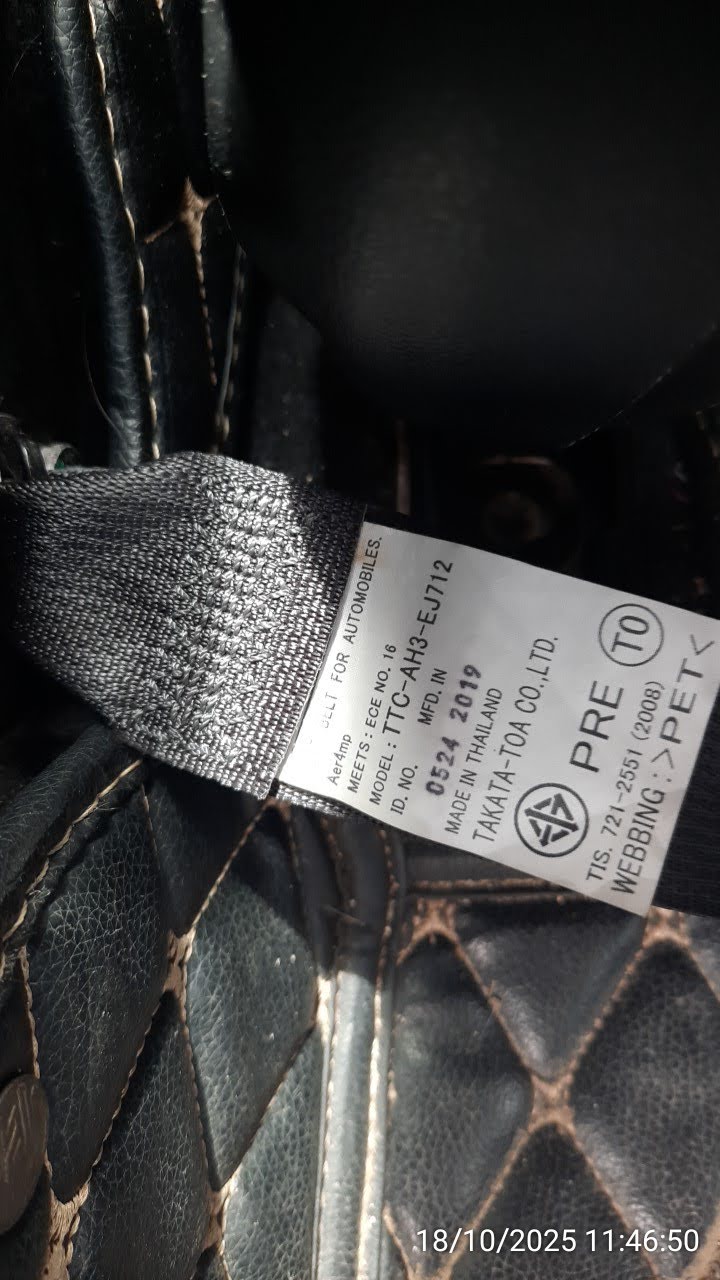 BELT FOR AUTOMOBILES.
Aer4mp
MEETS : ECE NO. 16
MODEL : TTC-AH3-EJ712
ID. NO. MFD. IN
0524 2019
MADE IN THAILAND
TAKATA-TOA CO.,LTD.
PRE TO
TIS. 721-2551 (2008)
WEBBING : >PET<
18/10/2025 11:46:50